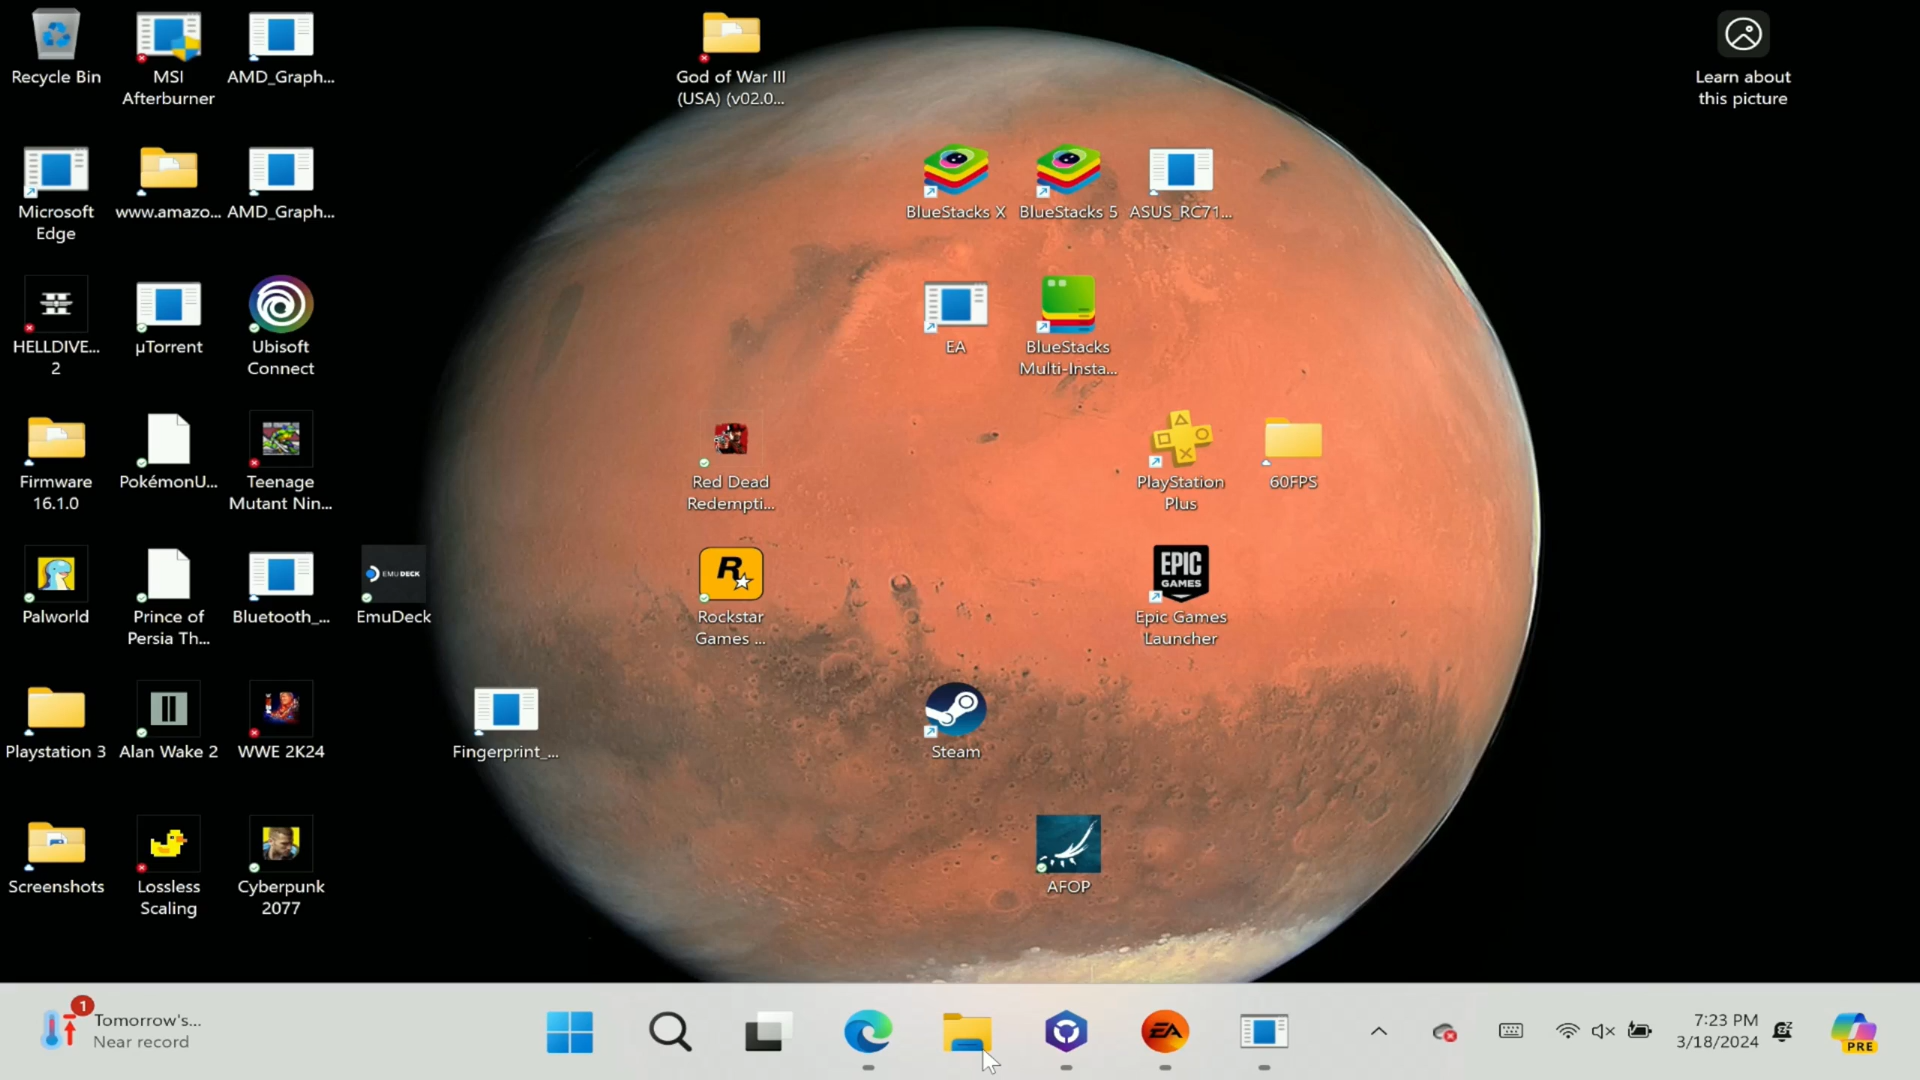 Recycle Bin
MSI
Afterburner
AMD_Graph...
God of War III
(USA) (v02.0...
Learn about
this picture
Microsoft
Edge
www.amazo...
AMD_Graph...
BlueStacks X
BlueStacks 5
ASUS_RC71...
HELLDIVE...
2
µTorrent
Ubisoft
Connect
EA
BlueStacks
Multi-Insta...
Firmware
16.1.0
PokémonU...
Teenage
Mutant Nin...
Red Dead
Redempti...
PlayStation
Plus
60FPS
Palworld
Prince of
Persia Th...
Bluetooth_...
EMUDECK
EmuDeck
R
Rockstar
Games ...
EPIC
GAMES
Epic Games
Launcher
Playstation 3
Alan Wake 2
WWE 2K24
Fingerprint_...
Steam
Screenshots
Lossless
Scaling
Cyberpunk
2077
AFOP
1
Tomorrow's...
Near record
EA
7:23 PM
3/18/2024
PRE